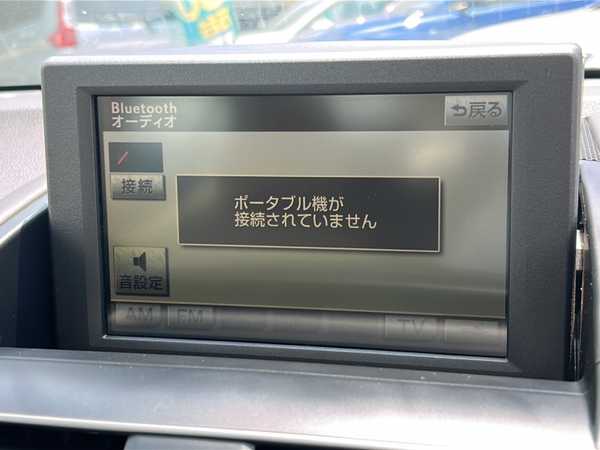 Bluetooth
オーディオ
戻る
接続
ポータブル機が
接続されていません
音設定
AM FM TV